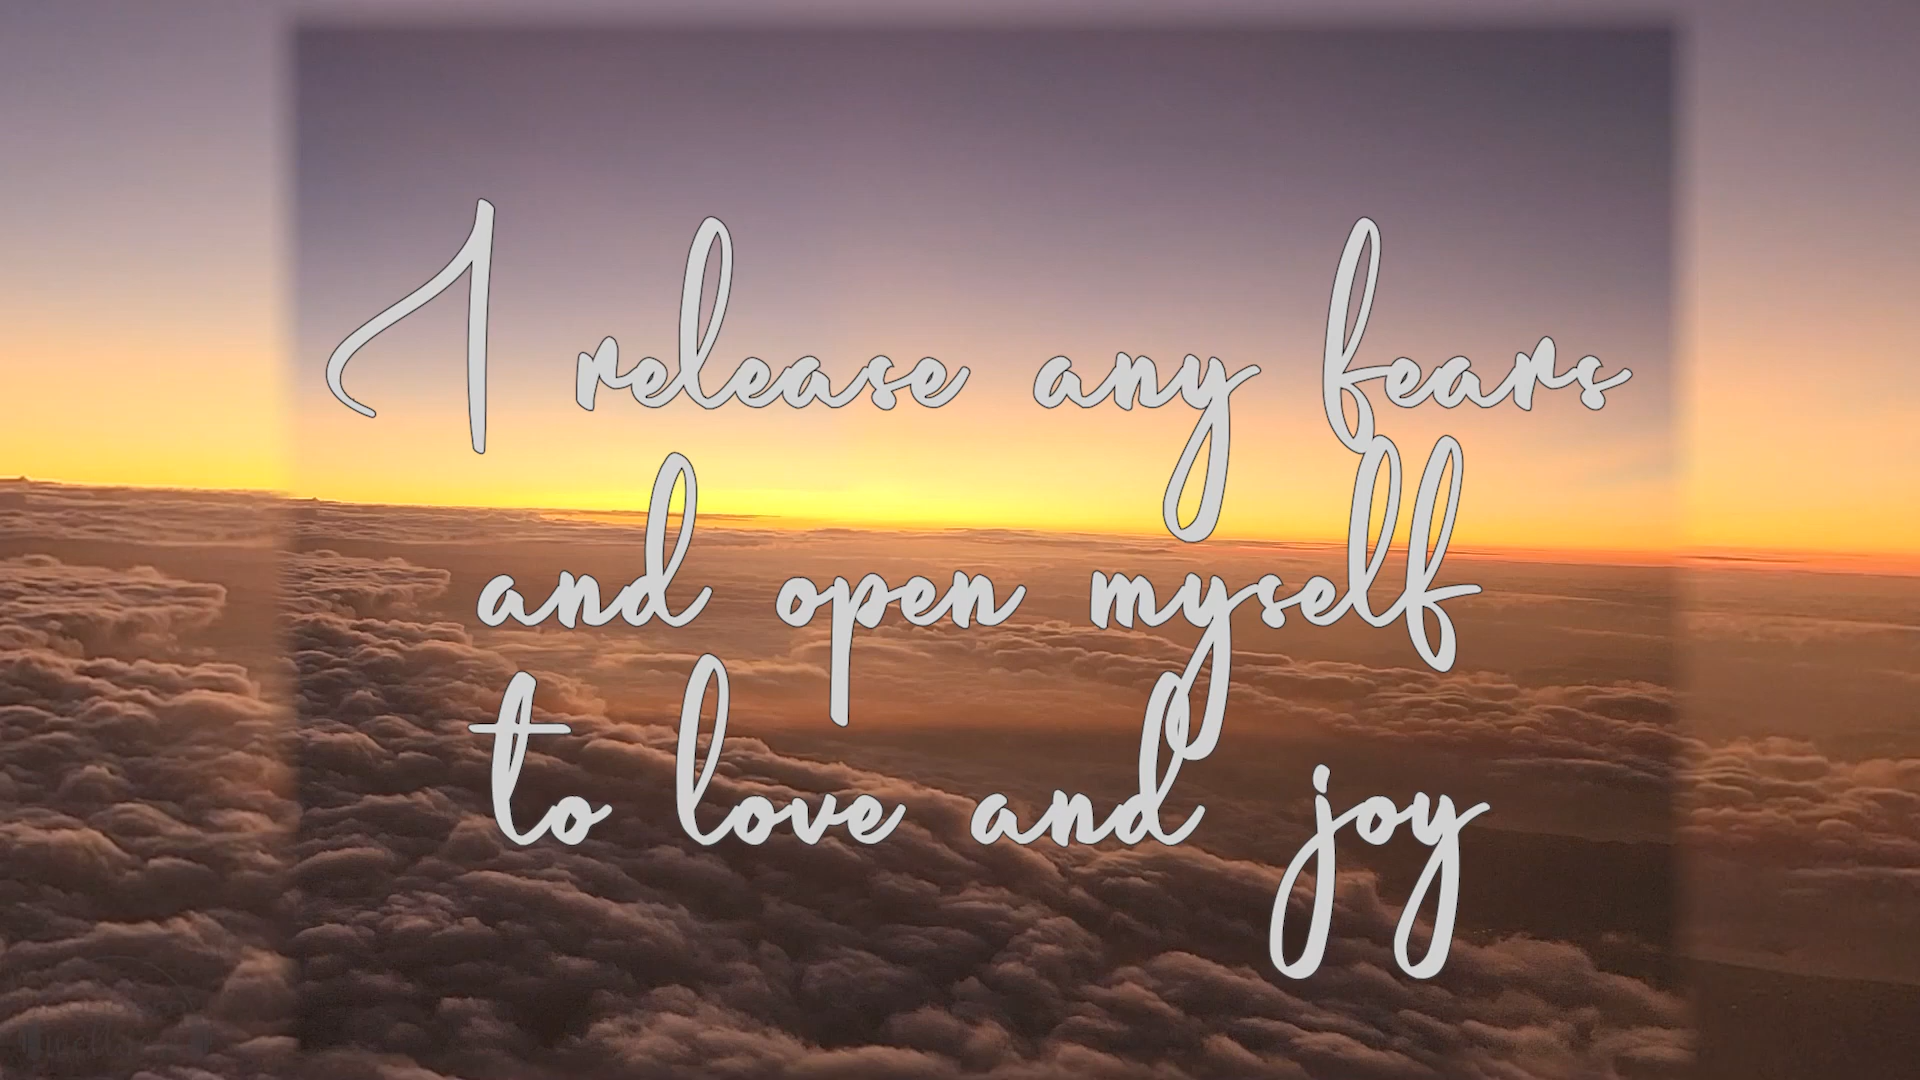 I release any fears
and open myself
to love and joy